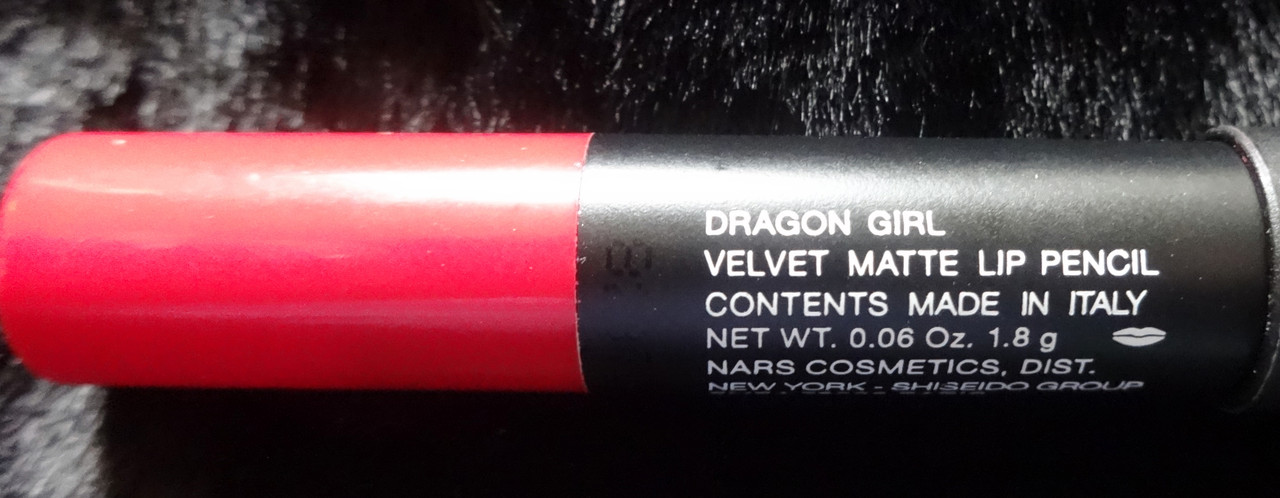 DRAGON GIRL
VELVET MATTE LIP PENCIL
CONTENTS MADE IN ITALY
NET WT. 0.06 Oz. 1.8 g
NARS COSMETICS, DIST.
NEW YORK - SHISEIDO GROUP